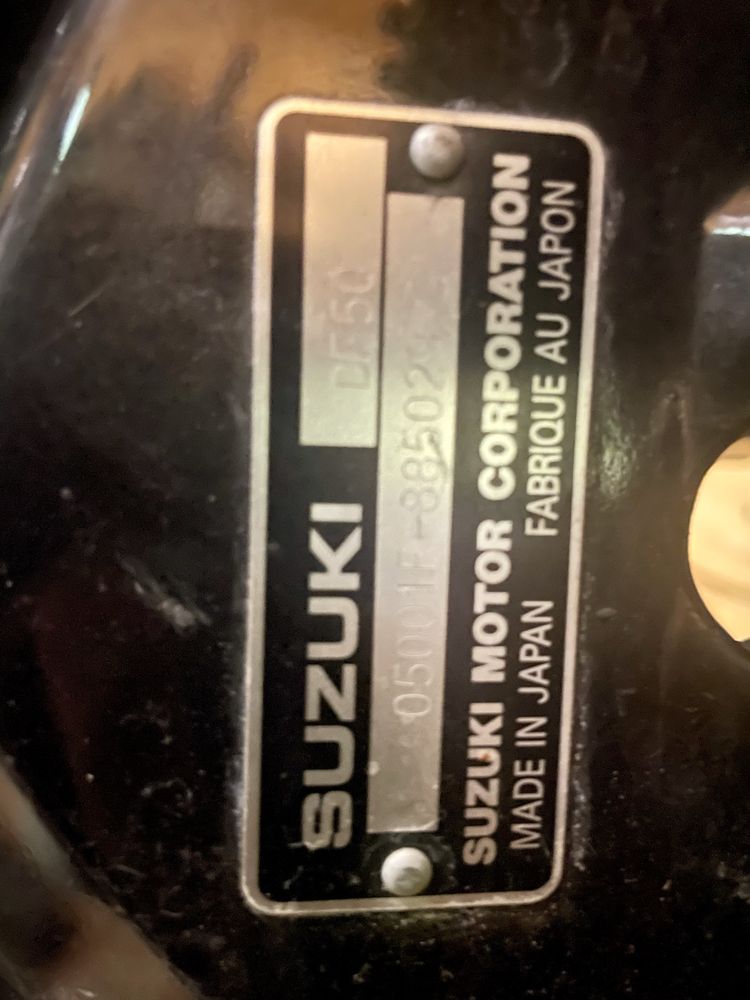 SUZUKI DF50
SUZUKI MOTOR CORPORATION
MADE IN JAPAN FABRIQUE AU JAPON